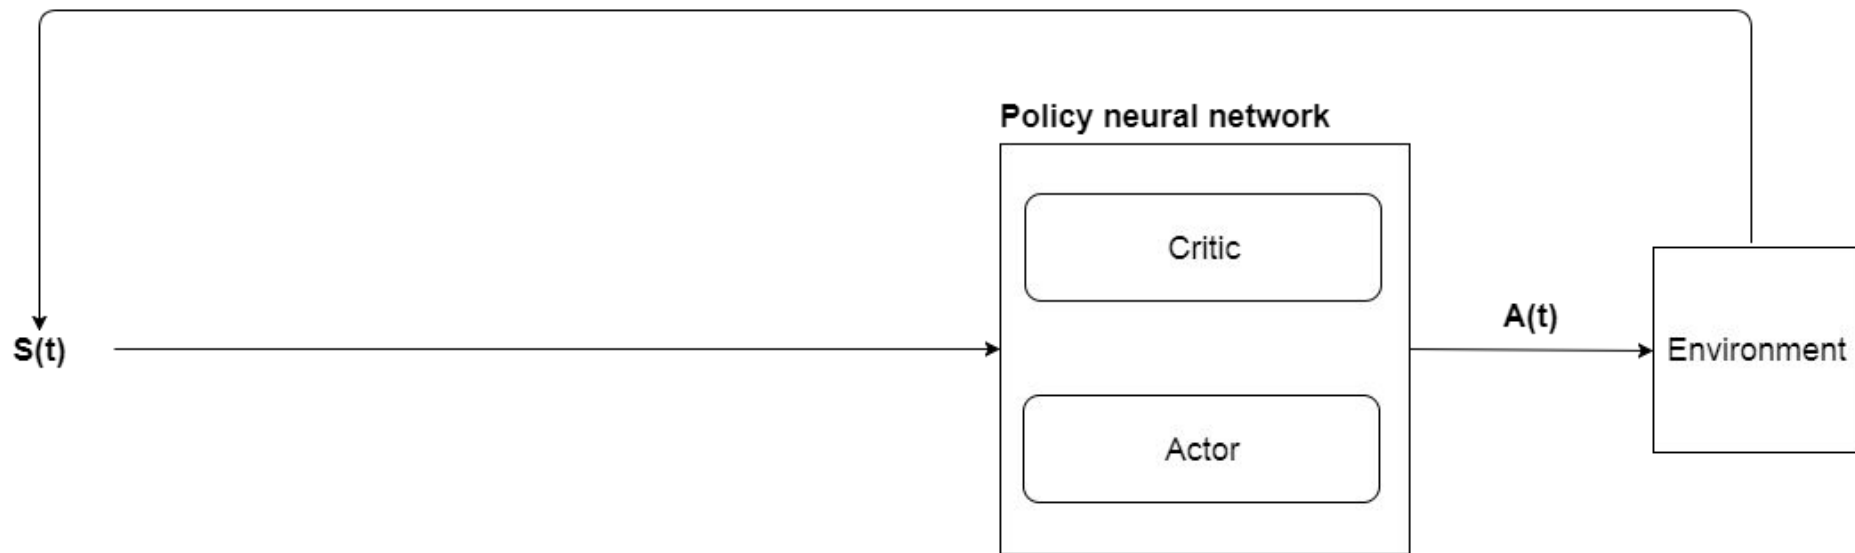 Policy neural network
Critic
A(t)
S(t)
Environment
Actor